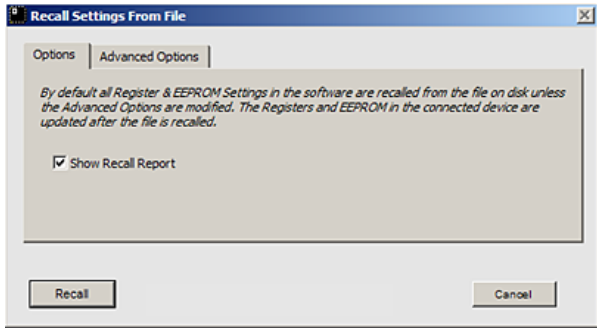 Recall Settings From File
Options
Advanced Options
By default all Register & EEPROM Settings in the software are recalled from the file on disk unless
the Advanced Options are modified. The Registers and EEPROM in the connected device are
updated after the file is recalled.
Show Recall Report
Recall
Cancel